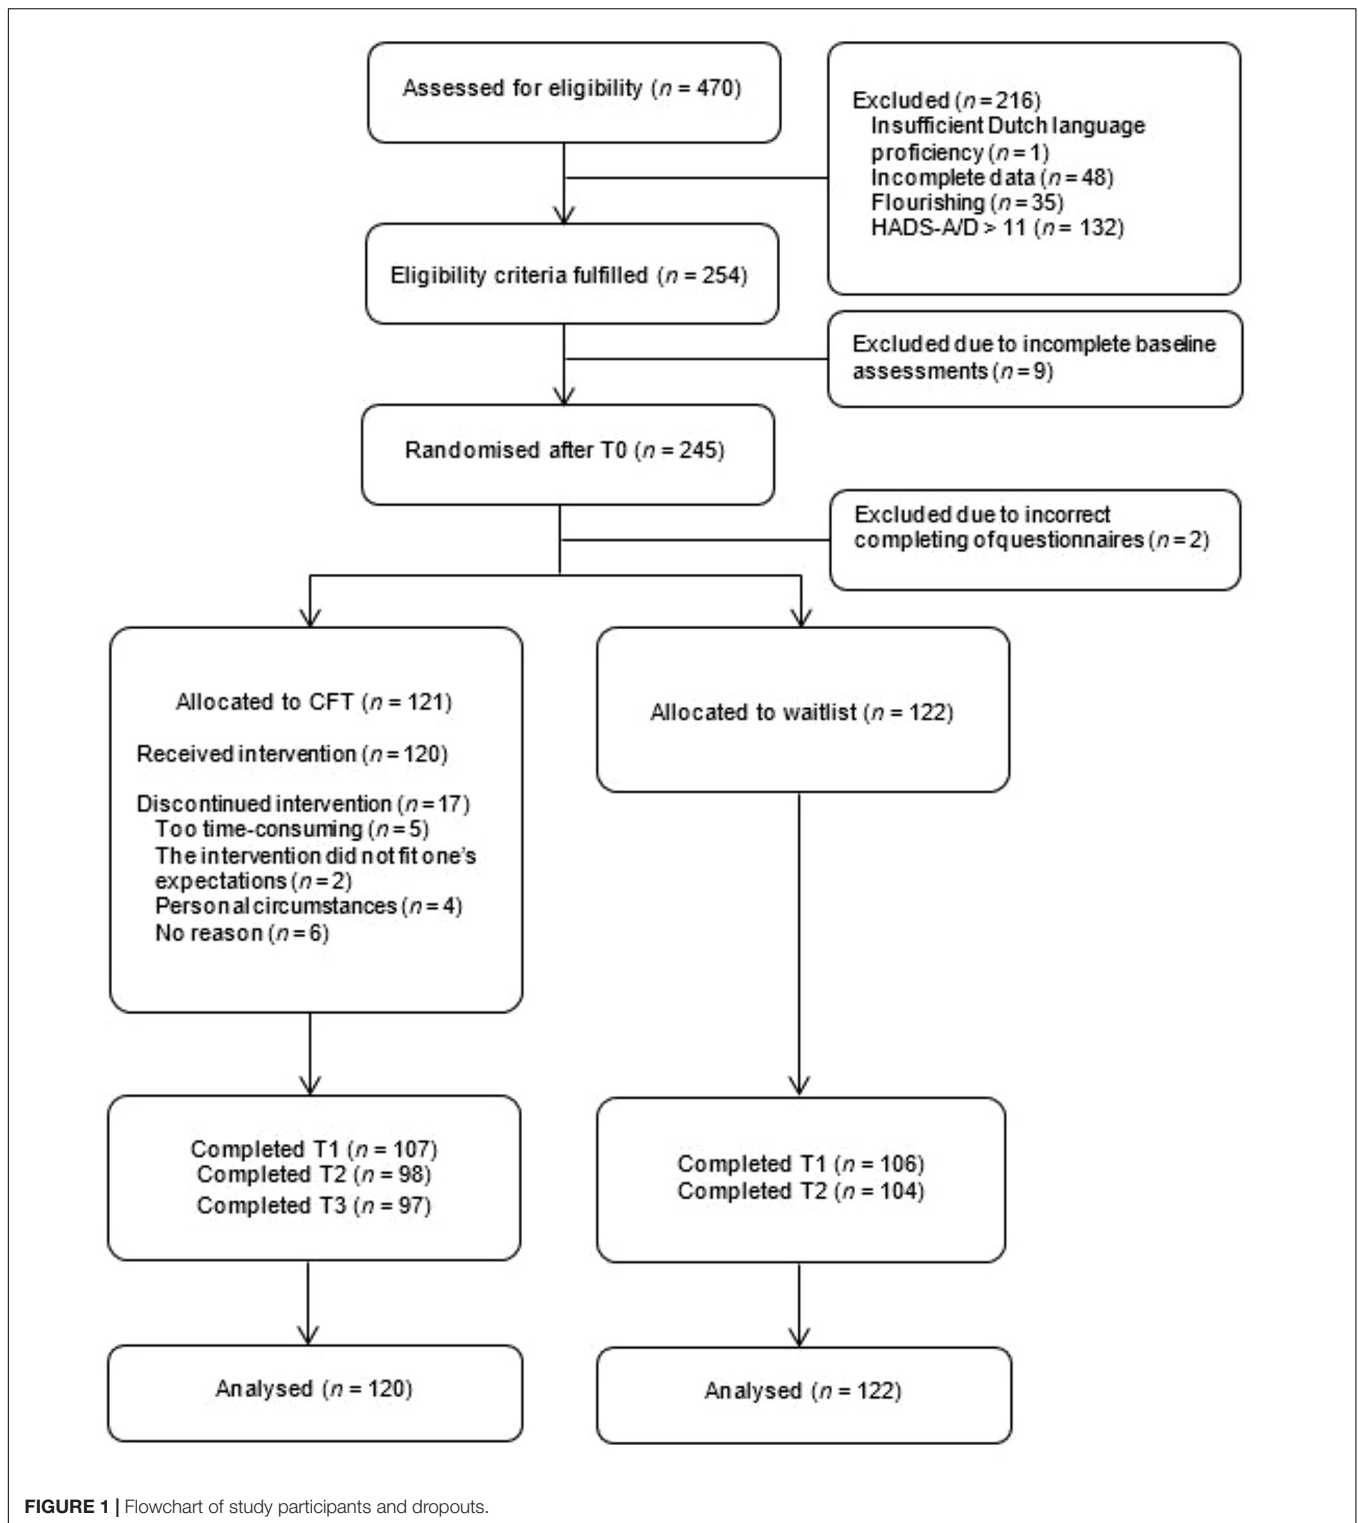 Assessed for eligibility (n = 470)
Excluded (n = 216)
Insufficient Dutch language
proficiency (n = 1)
Incomplete data (n = 48)
Flourishing (n = 35)
HADS-A/D > 11 (n = 132)
Eligibility criteria fulfilled (n = 254)
Excluded due to incomplete baseline
assessments (n = 9)
Randomised after T0 (n = 245)
Excluded due to incorrect
completing of questionnaires (n = 2)
Allocated to CFT (n = 121)
Received intervention (n = 120)
Discontinued intervention (n = 17)
Too time-consuming (n = 5)
The intervention did not fit one's
expectations (n = 2)
Personal circumstances (n = 4)
No reason (n = 6)
Allocated to waitlist (n = 122)
Completed T1 (n = 107)
Completed T2 (n = 98)
Completed T3 (n = 97)
Completed T1 (n = 106)
Completed T2 (n = 104)
Analysed (n = 120)
Analysed (n = 122)
FIGURE 1 | Flowchart of study participants and dropouts.